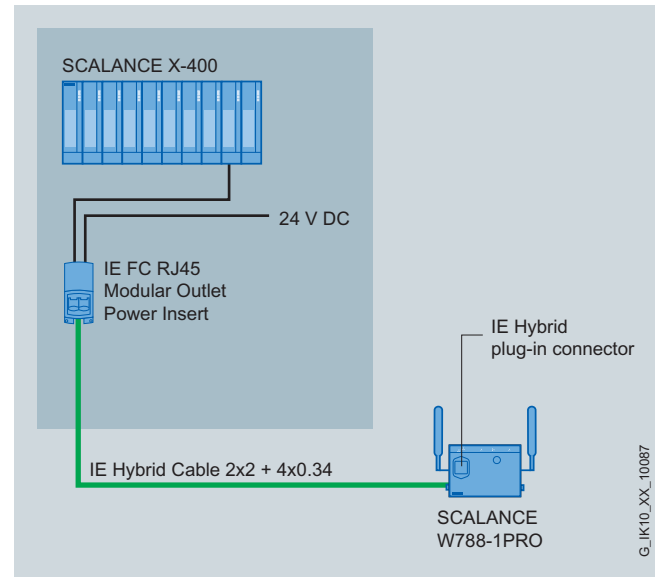 SCALANCE X-400
24 V DC
IE FC RJ45
Modular Outlet
Power Insert
IE Hybrid
plug-in connector
IE Hybrid Cable 2x2 + 4x0.34
SCALANCE
W788-1PRO
G_IK10_XX_10087